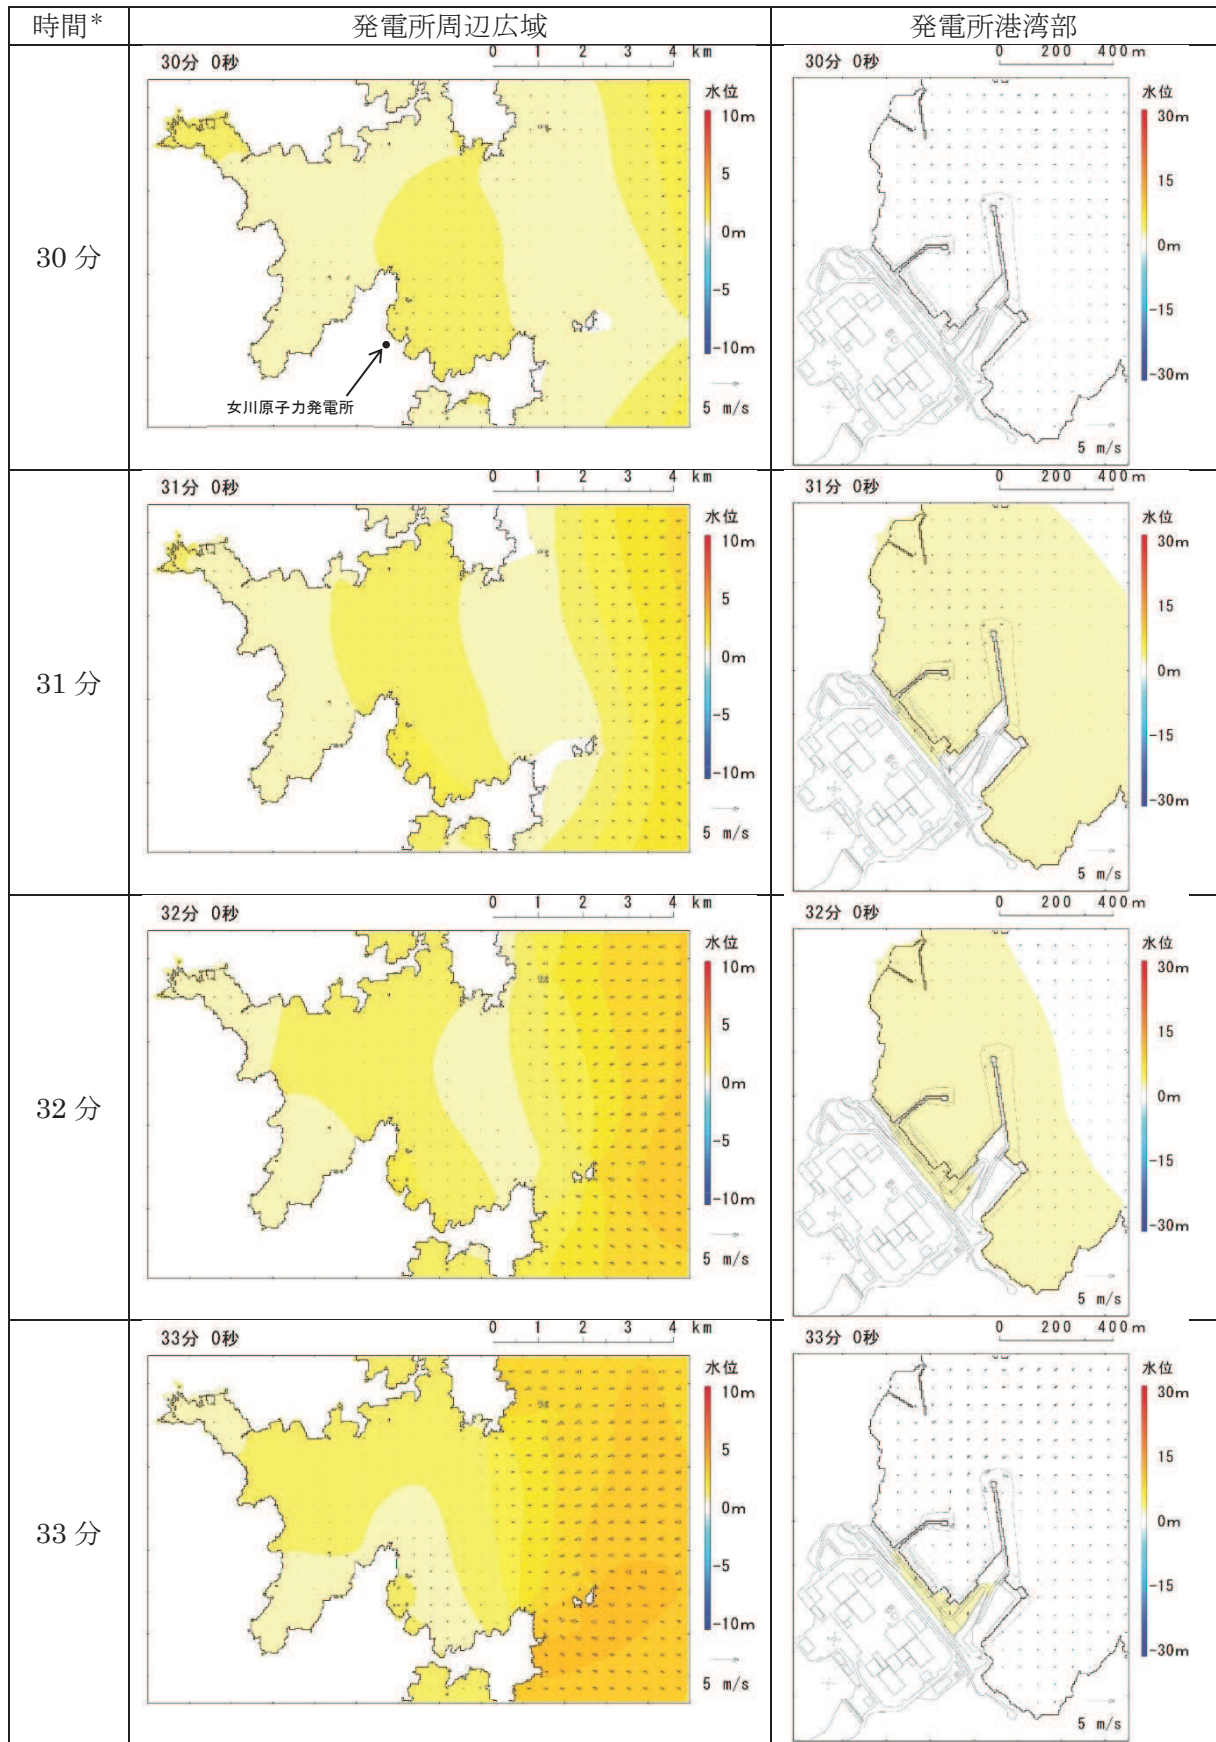 時間* 発電所周辺広域 発電所港湾部
30分
30分 0秒 0 1 2 3 4 km
水位
10m
5
0m
-5
-10m
5 m/s
女川原子力発電所
30分 0秒 0 200 400m
水位
30m
15
0m
-15
-30m
5 m/s
31分
31分 0秒 0 1 2 3 4 km
水位
10m
5
0m
-5
-10m
5 m/s
31分 0秒 0 200 400m
水位
30m
15
0m
-15
-30m
5 m/s
32分
32分 0秒 0 1 2 3 4 km
水位
10m
5
0m
-5
-10m
5 m/s
32分 0秒 0 200 400m
水位
30m
15
0m
-15
-30m
5 m/s
33分
33分 0秒 0 1 2 3 4 km
水位
10m
5
0m
-5
-10m
5 m/s
33分 0秒 0 200 400m
水位
30m
15
0m
-15
-30m
5 m/s